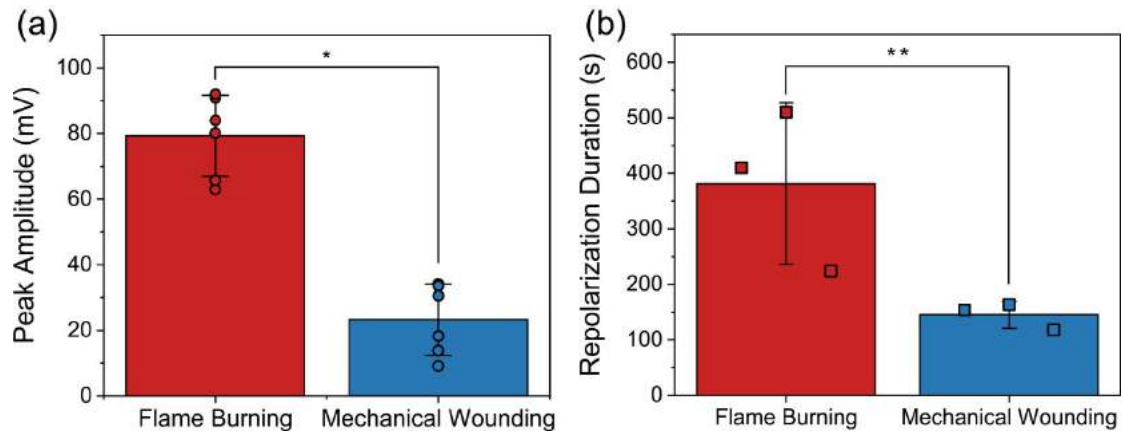 (a)
Peak Amplitude (mV)
100
80
60
40
20
0
*
Flame Burning
Mechanical Wounding
(b)
Repolarization Duration (s)
600
500
400
300
200
100
0
**
Flame Burning
Mechanical Wounding